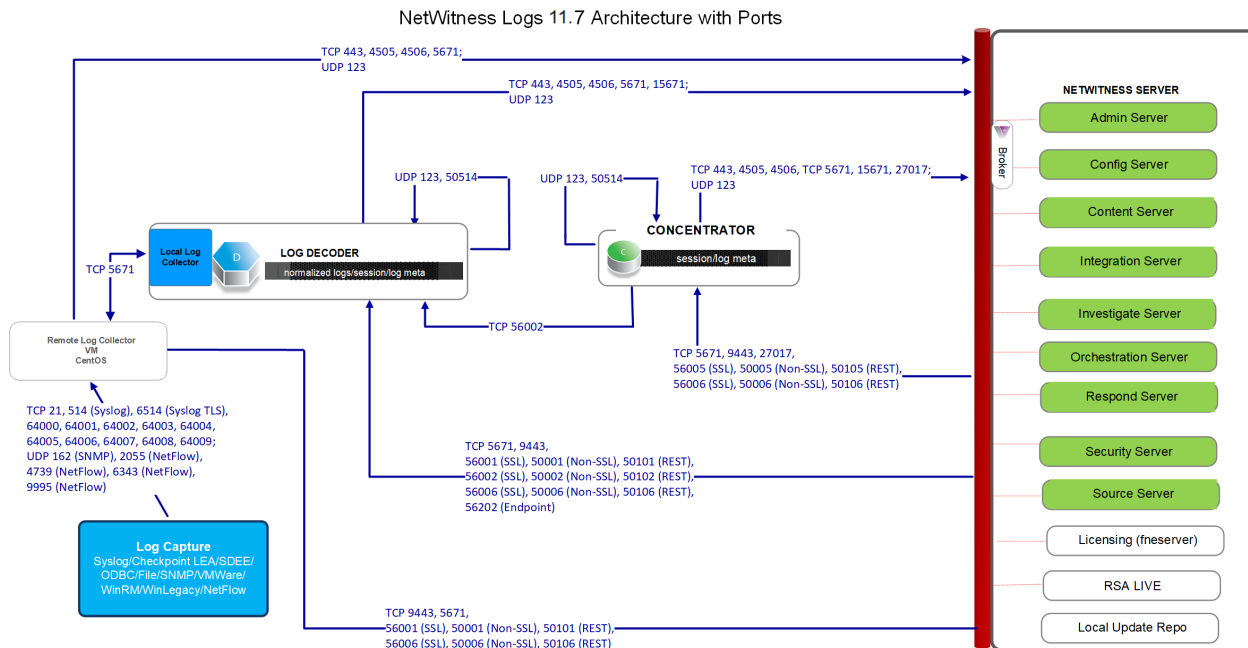 NetWitness Logs 11.7 Architecture with Ports
TCP 443, 4505, 4506, 5671;
UDP 123
TCP 443, 4505, 4506, 5671, 15671;
UDP 123
NETWITNESS SERVER
Admin Server
Broker
Config Server
UDP 123, 50514
UDP 123, 50514
TCP 443, 4505, 4506, TCP 5671, 15671, 27017;
UDP 123
Content Server
Local Log
Collector
D
LOG DECODER
normalized logs/session/log meta
CONCENTRATOR
C
session/log meta
Integration Server
TCP 5671
Investigate Server
TCP 56002
Remote Log Collector
VM
CentOS
Orchestration Server
TCP 5671, 9443, 27017,
56005 (SSL), 50005 (Non-SSL), 50105 (REST),
56006 (SSL), 50006 (Non-SSL), 50106 (REST)
Respond Server
TCP 21, 514 (Syslog), 6514 (Syslog TLS),
64000, 64001, 64002, 64003, 64004,
64005, 64006, 64007, 64008, 64009;
UDP 162 (SNMP), 2055 (NetFlow),
4739 (NetFlow), 6343 (NetFlow),
9995 (NetFlow)
TCP 5671, 9443,
56001 (SSL), 50001 (Non-SSL), 50101 (REST),
56002 (SSL), 50002 (Non-SSL), 50102 (REST),
56006 (SSL), 50006 (Non-SSL), 50106 (REST),
56202 (Endpoint)
Security Server
Source Server
Log Capture
Syslog/Checkpoint LEA/SDEE/
ODBC/File/SNMP/VMWare/
WinRM/WinLegacy/NetFlow
Licensing (fneserver)
RSA LIVE
TCP 9443, 5671,
56001 (SSL), 50001 (Non-SSL), 50101 (REST),
56006 (SSL), 50006 (Non-SSL) 50106 (REST)
Local Update Repo